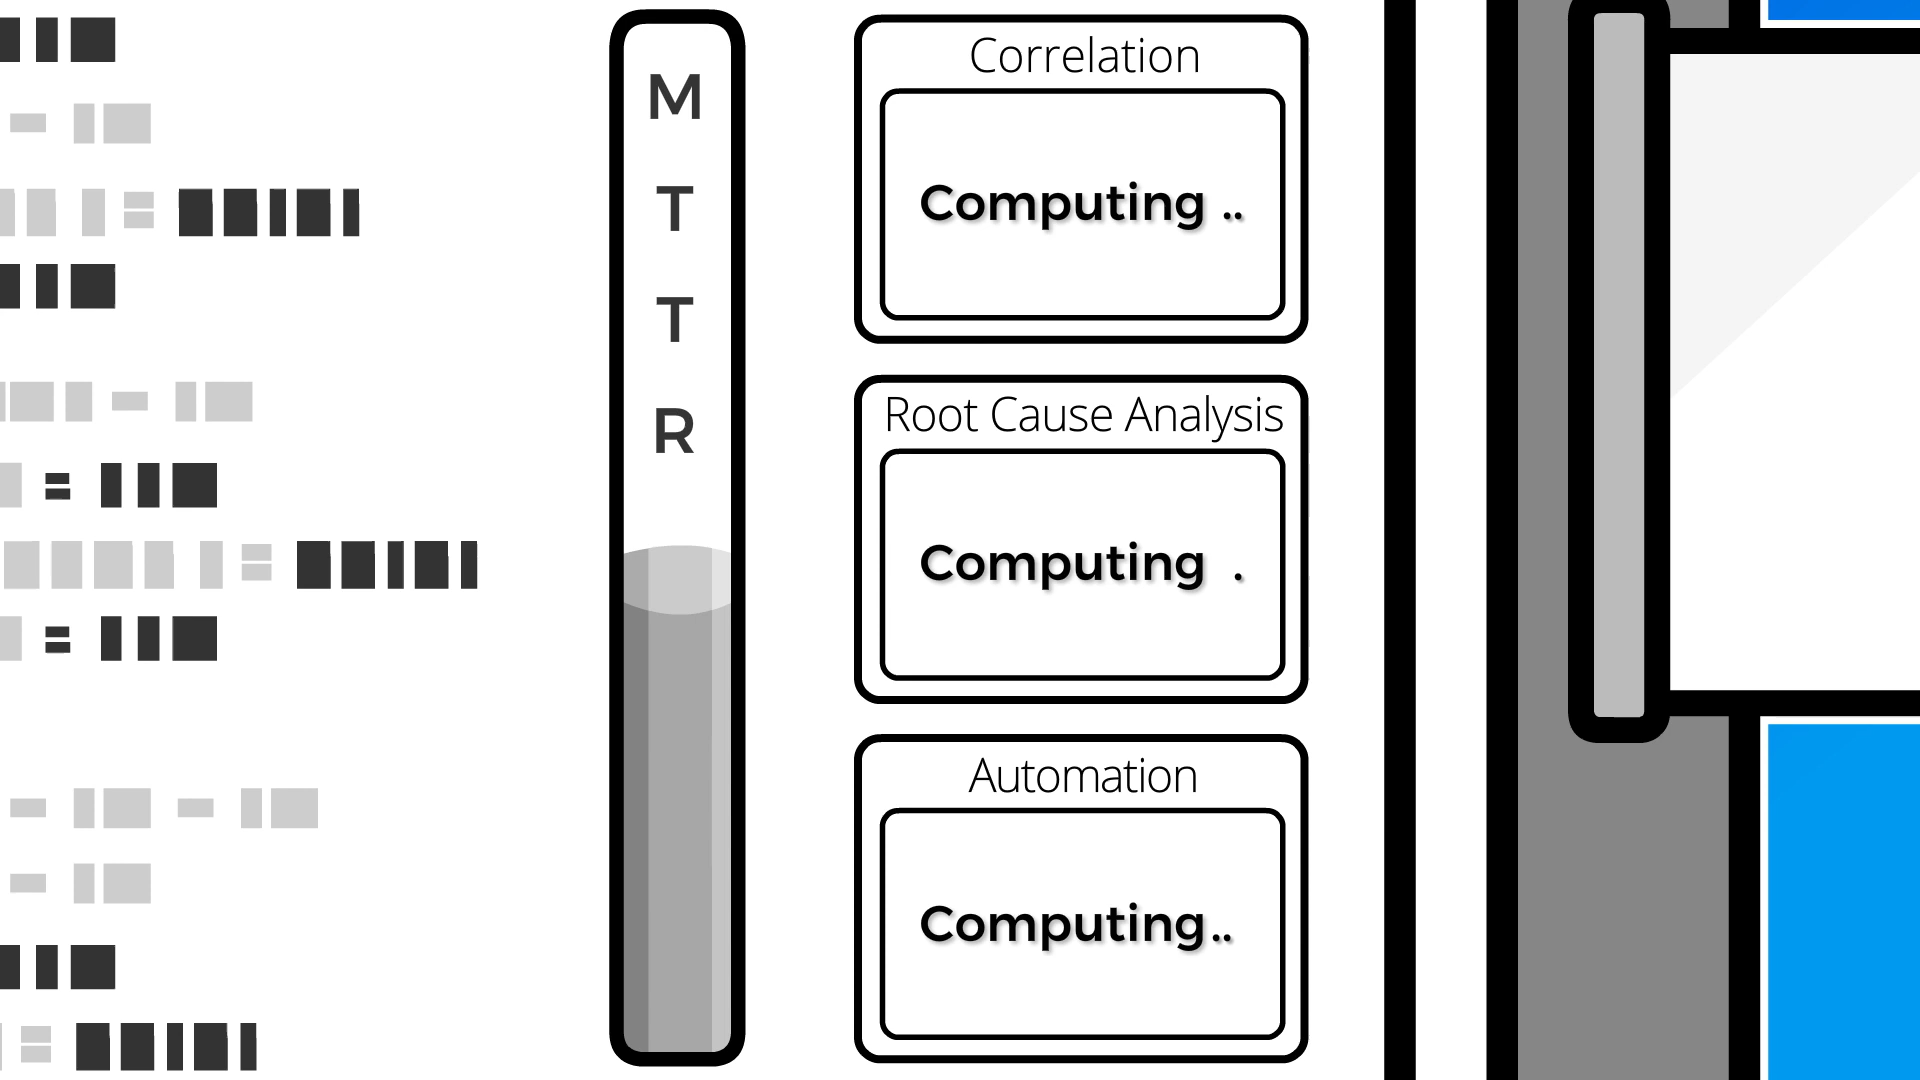 M
T
T
R
Correlation
Computing ..
Root Cause Analysis
Computing .
Automation
Computing..